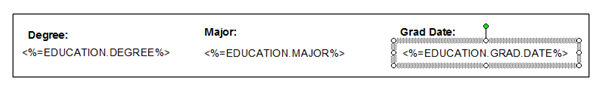 Degree: Major: Grad Date:
<%=EDUCATION.DEGREE%> <%=EDUCATION.MAJOR%> <%=EDUCATION.GRAD.DATE%>